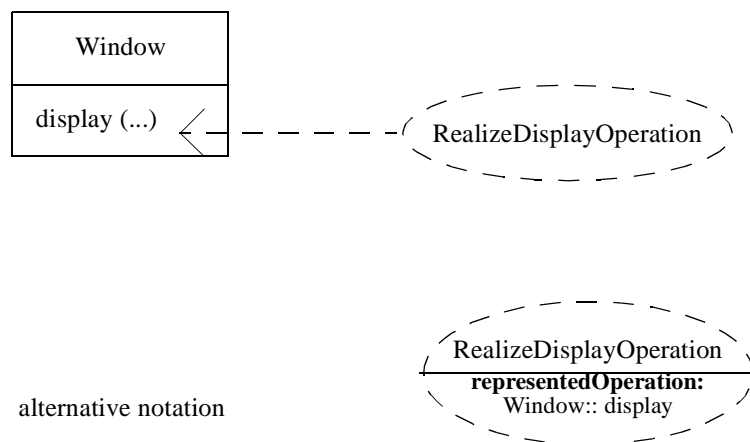 Window
display (...)
RealizeDisplayOperation
RealizeDisplayOperation
representedOperation:
Window:: display
alternative notation